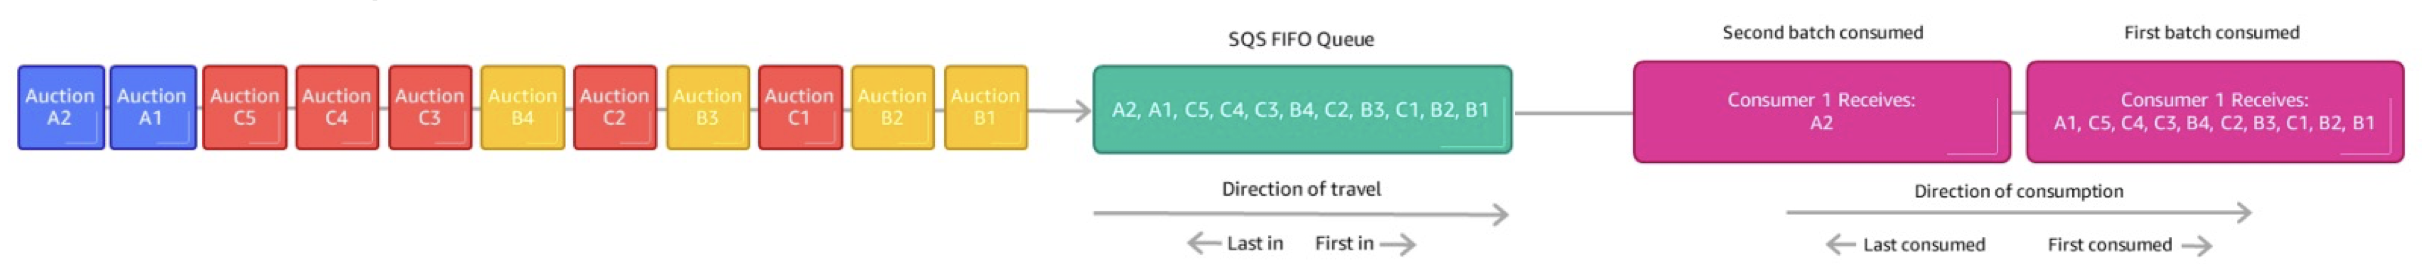 Auction
A2
Auction
A1
Auction
C5
Auction
C4
Auction
C3
Auction
B4
Auction
C2
Auction
B3
Auction
C1
Auction
B2
Auction
B1
SQS FIFO Queue
A2, A1, C5, C4, C3, B4, C2, B3, C1, B2, B1
Direction of travel
Last in First in
Second batch consumed
Consumer 1 Receives:
A2
First batch consumed
Consumer 1 Receives:
A1, C5, C4, C3, B4, C2, B3, C1, B2, B1
Direction of consumption
Last consumed First consumed